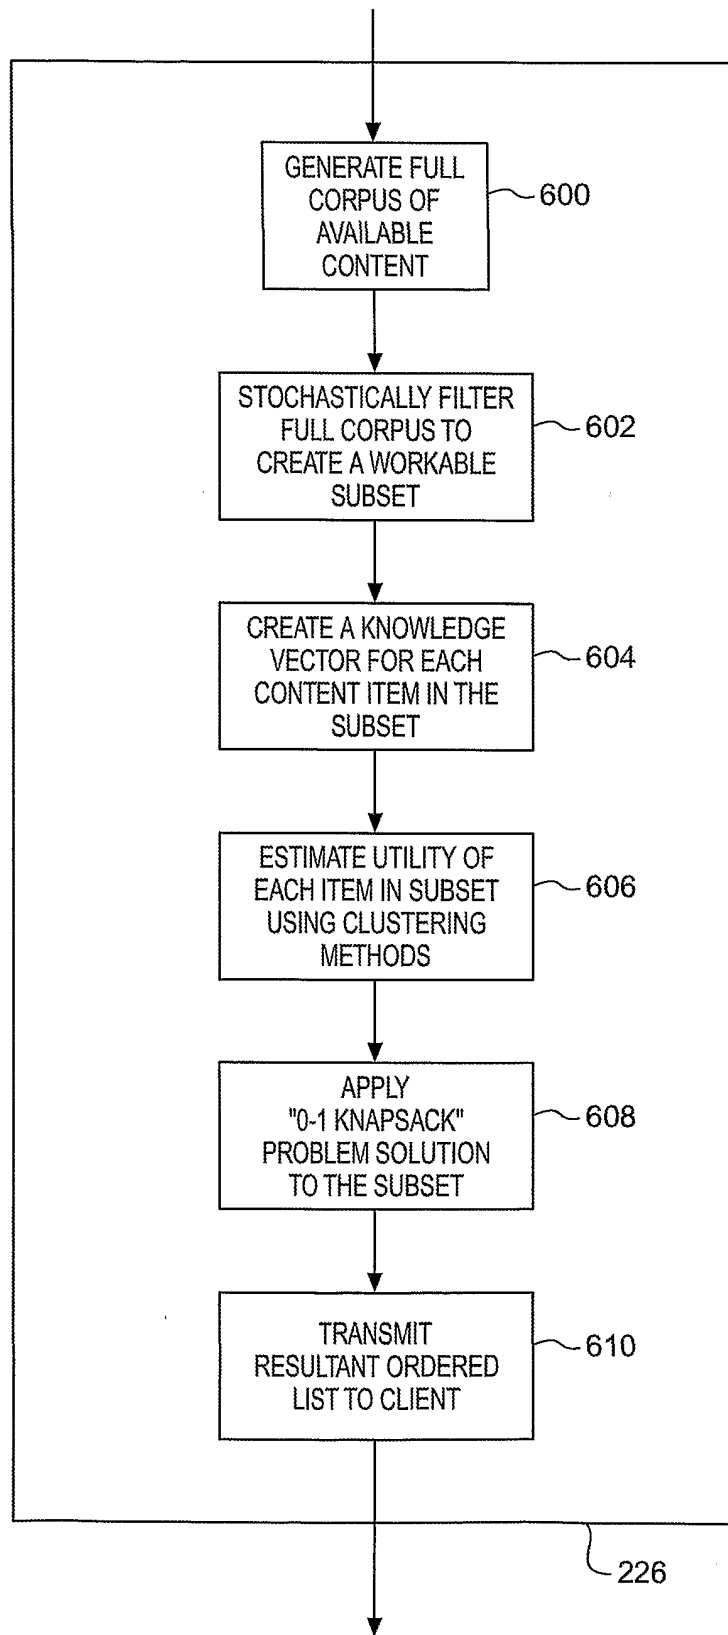 GENERATE FULL
CORPUS OF
AVAILABLE
CONTENT
600
STOCHASTICALLY FILTER
FULL CORPUS TO
CREATE A WORKABLE
SUBSET
602
CREATE A KNOWLEDGE
VECTOR FOR EACH
CONTENT ITEM IN THE
SUBSET
604
ESTIMATE UTILITY OF
EACH ITEM IN SUBSET
USING CLUSTERING
METHODS
606
APPLY
"0-1 KNAPSACK"
PROBLEM SOLUTION
TO THE SUBSET
608
TRANSMIT
RESULTANT ORDERED
LIST TO CLIENT
610
226